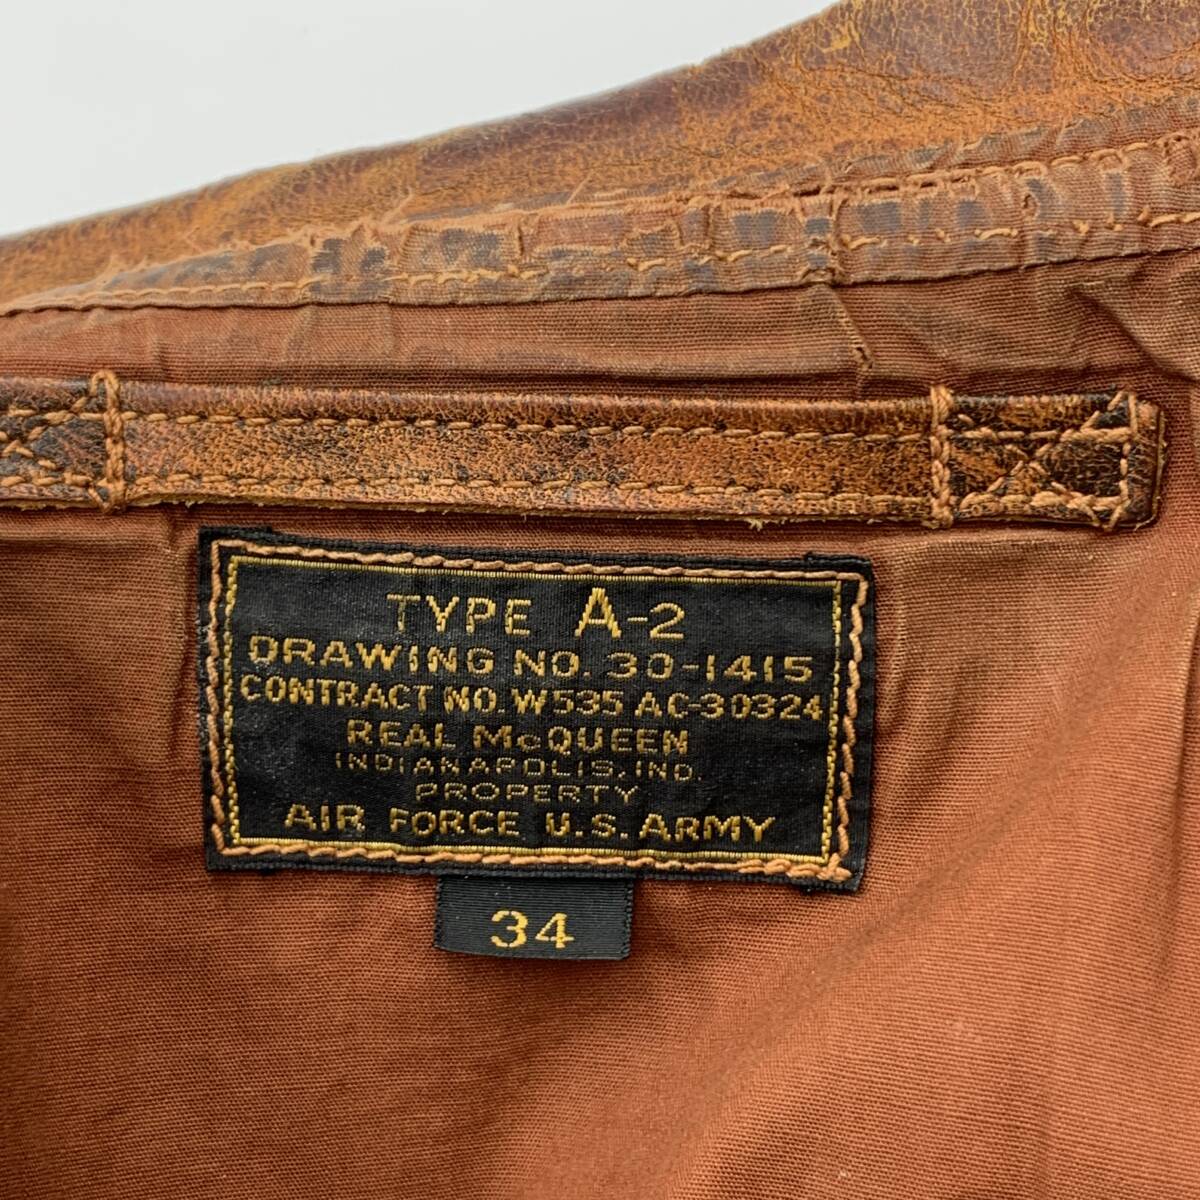 TYPE A-2
DRAWING NO. 30-1415
CONTRACT NO. W535 AC-30324
REAL McQUEEN
INDIANAPOLIS, IND.
PROPERTY
AIR FORCE U.S. ARMY
34